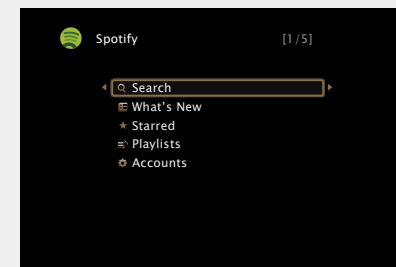 Spotify [1/5]
Search
What's New
Starred
Playlists
Accounts